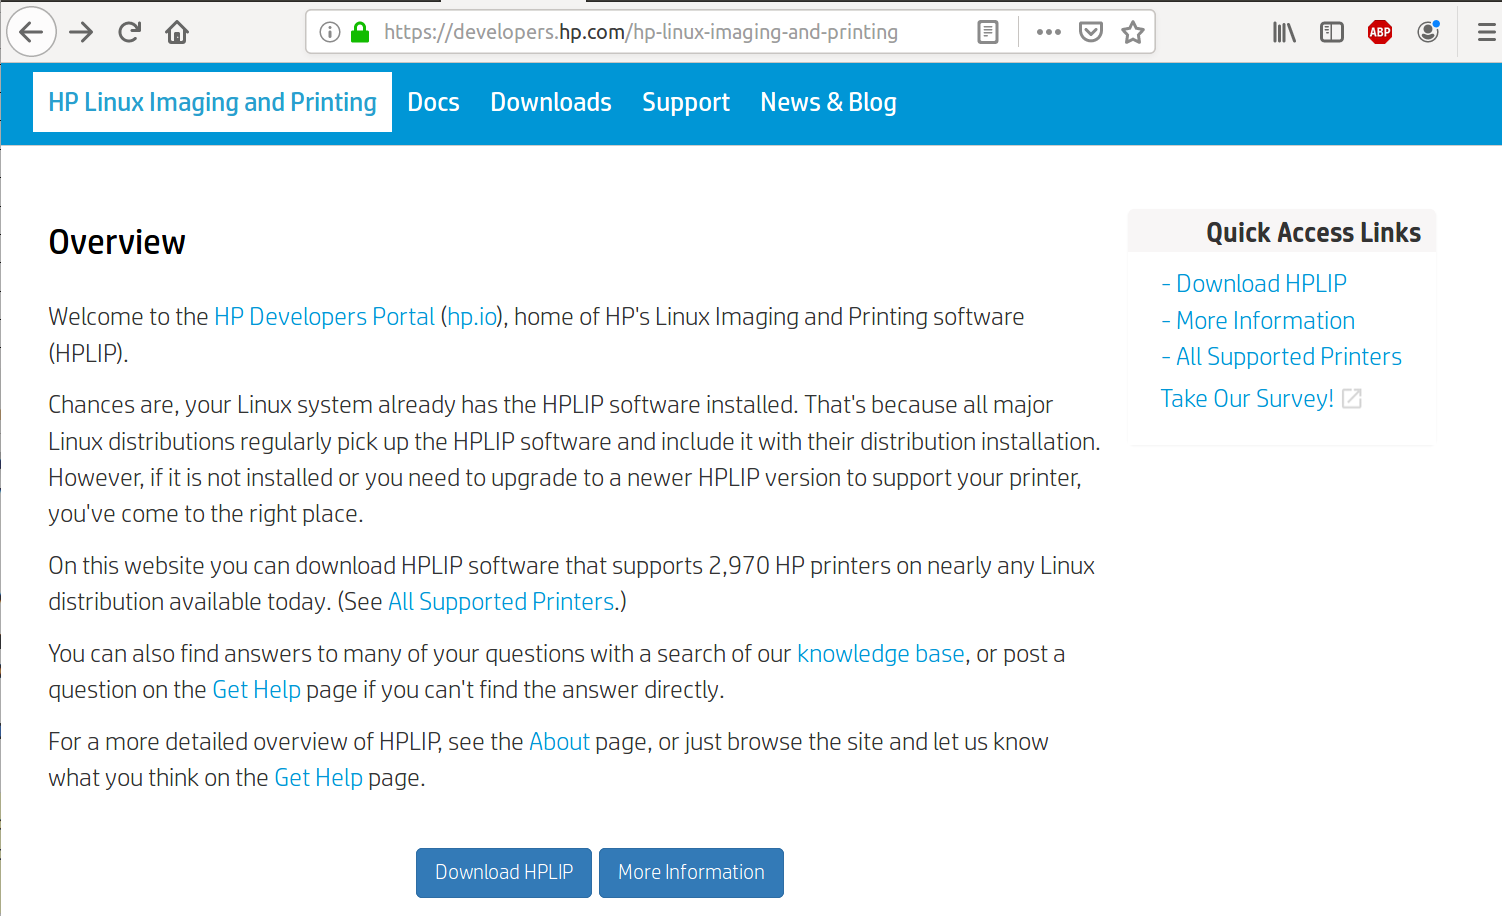 https://developers.hp.com/hp-linux-imaging-and-printing
ABP
HP Linux Imaging and Printing
Docs
Downloads
Support
News & Blog
Overview
Welcome to the HP Developers Portal (hp.io), home of HP's Linux Imaging and Printing software
(HPLIP).
Chances are, your Linux system already has the HPLIP software installed. That's because all major
Linux distributions regularly pick up the HPLIP software and include it with their distribution installation.
However, if it is not installed or you need to upgrade to a newer HPLIP version to support your printer,
you've come to the right place.
On this website you can download HPLIP software that supports 2,970 HP printers on nearly any Linux
distribution available today. (See All Supported Printers.)
You can also find answers to many of your questions with a search of our knowledge base, or post a
question on the Get Help page if you can't find the answer directly.
For a more detailed overview of HPLIP, see the About page, or just browse the site and let us know
what you think on the Get Help page.
Download HPLIP
More Information
Quick Access Links
- Download HPLIP
- More Information
- All Supported Printers
Take Our Survey!